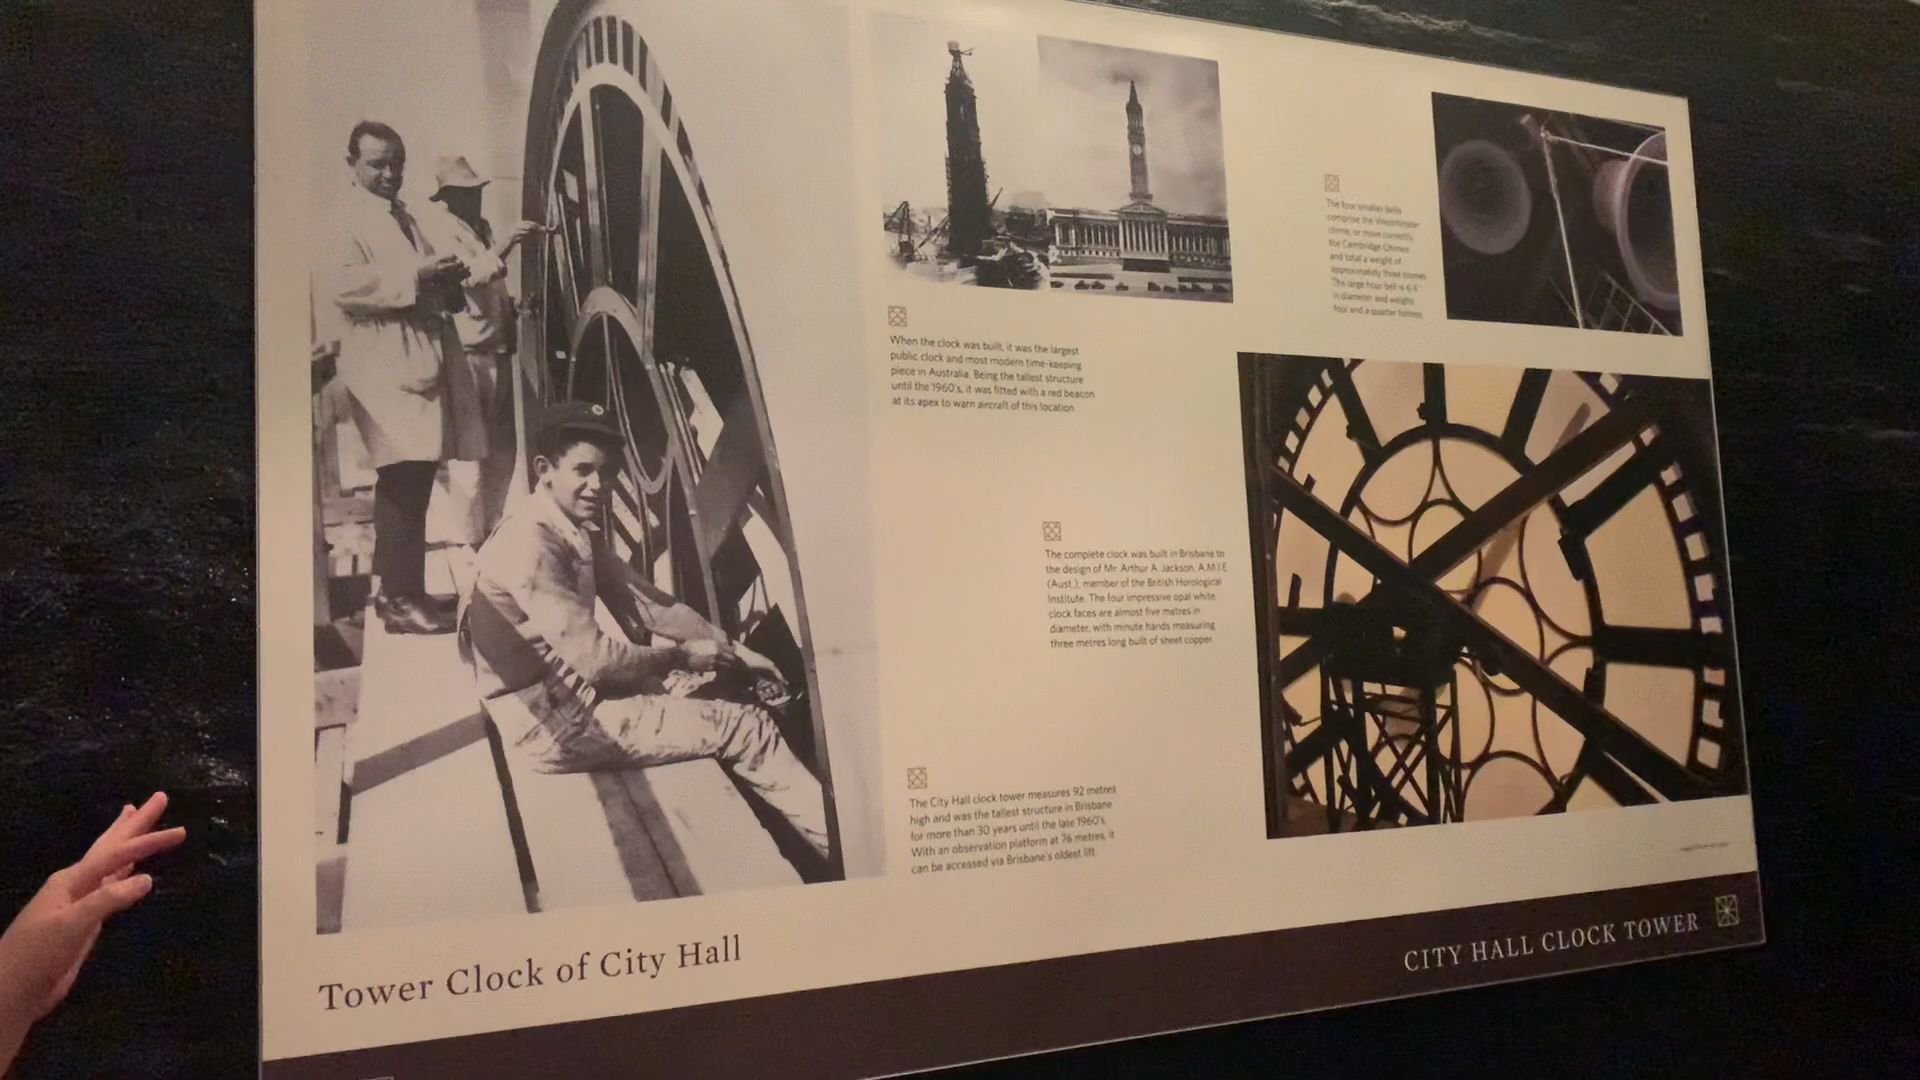 When the clock was built, it was the largest
public clock and most modern time-keeping
piece in Australia. Being the tallest structure
until the 1960's, it was fitted with a red beacon
at its apex to warn aircraft of this location.
The four smaller bells
comprise the Westminster
chime, or more correctly,
the Cambridge Chimes
and total a weight of
approximately three tonnes.
The large hour bell is 6'4"
in diameter and weighs
four and a quarter tonnes.
The complete clock was built in Brisbane to
the design of Mr. Arthur A. Jackson, A.M.I.E
(Aust.), member of the British Horological
Institute. The four impressive opal white
clock faces are almost five metres in
diameter, with minute hands measuring
three metres long built of sheet copper.
The City Hall clock tower measures 92 metres
high and was the tallest structure in Brisbane
for more than 30 years until the late 1960's.
With an observation platform at 76 metres, it
can be accessed via Brisbane's oldest lift.
Tower Clock of City Hall
CITY HALL CLOCK TOWER